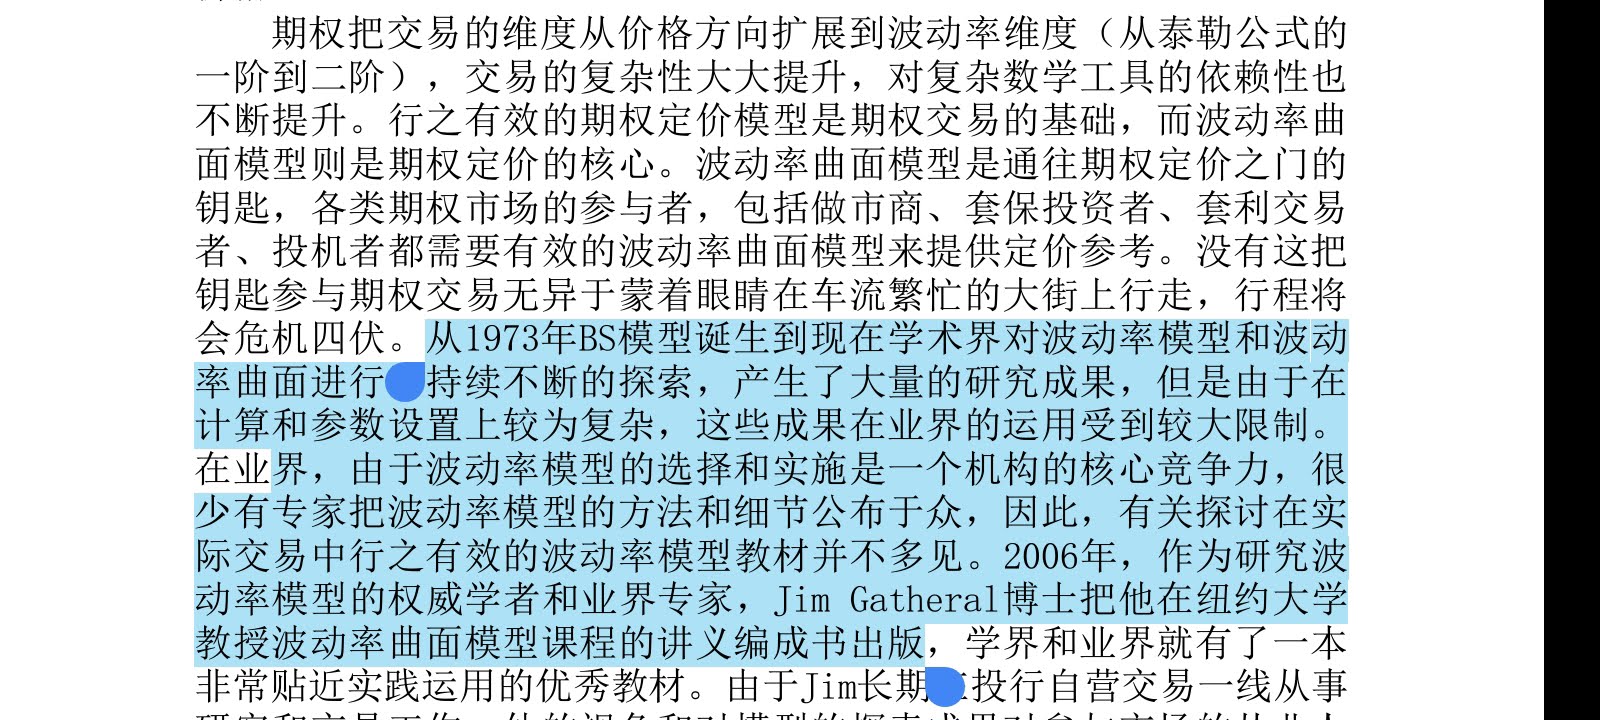 期权把交易的维度从价格方向扩展到波动率维度（从泰勒公式的
一阶到二阶），交易的复杂性大大提升，对复杂数学工具的依赖性也
不断提升。行之有效的期权定价模型是期权交易的基础，而波动率曲
面模型则是期权定价的核心。波动率曲面模型是通往期权定价之门的
钥匙，各类期权市场的参与者，包括做市商、套保投资者、套利交易
者、投机者都需要有效的波动率曲面模型来提供定价参考。没有这把
钥匙参与期权交易无异于蒙着眼睛在车流繁忙的大街上行走，行程将
会危机四伏。从1973年BS模型诞生到现在学术界对波动率模型和波动
率曲面进行 持续不断的探索，产生了大量的研究成果，但是由于在
计算和参数设置上较为复杂，这些成果在业界的运用受到较大限制。
在业界，由于波动率模型的选择和实施是一个机构的核心竞争力，很
少有专家把波动率模型的方法和细节公布于众，因此，有关探讨在实
际交易中行之有效的波动率模型教材并不多见。2006年，作为研究波
动率模型的权威学者和业界专家，Jim Gatheral博士把他在纽约大学
教授波动率曲面模型课程的讲义编成书出版，学界和业界就有了一本
非常贴近实践运用的优秀教材。由于Jim长期 投行自营交易一线从事